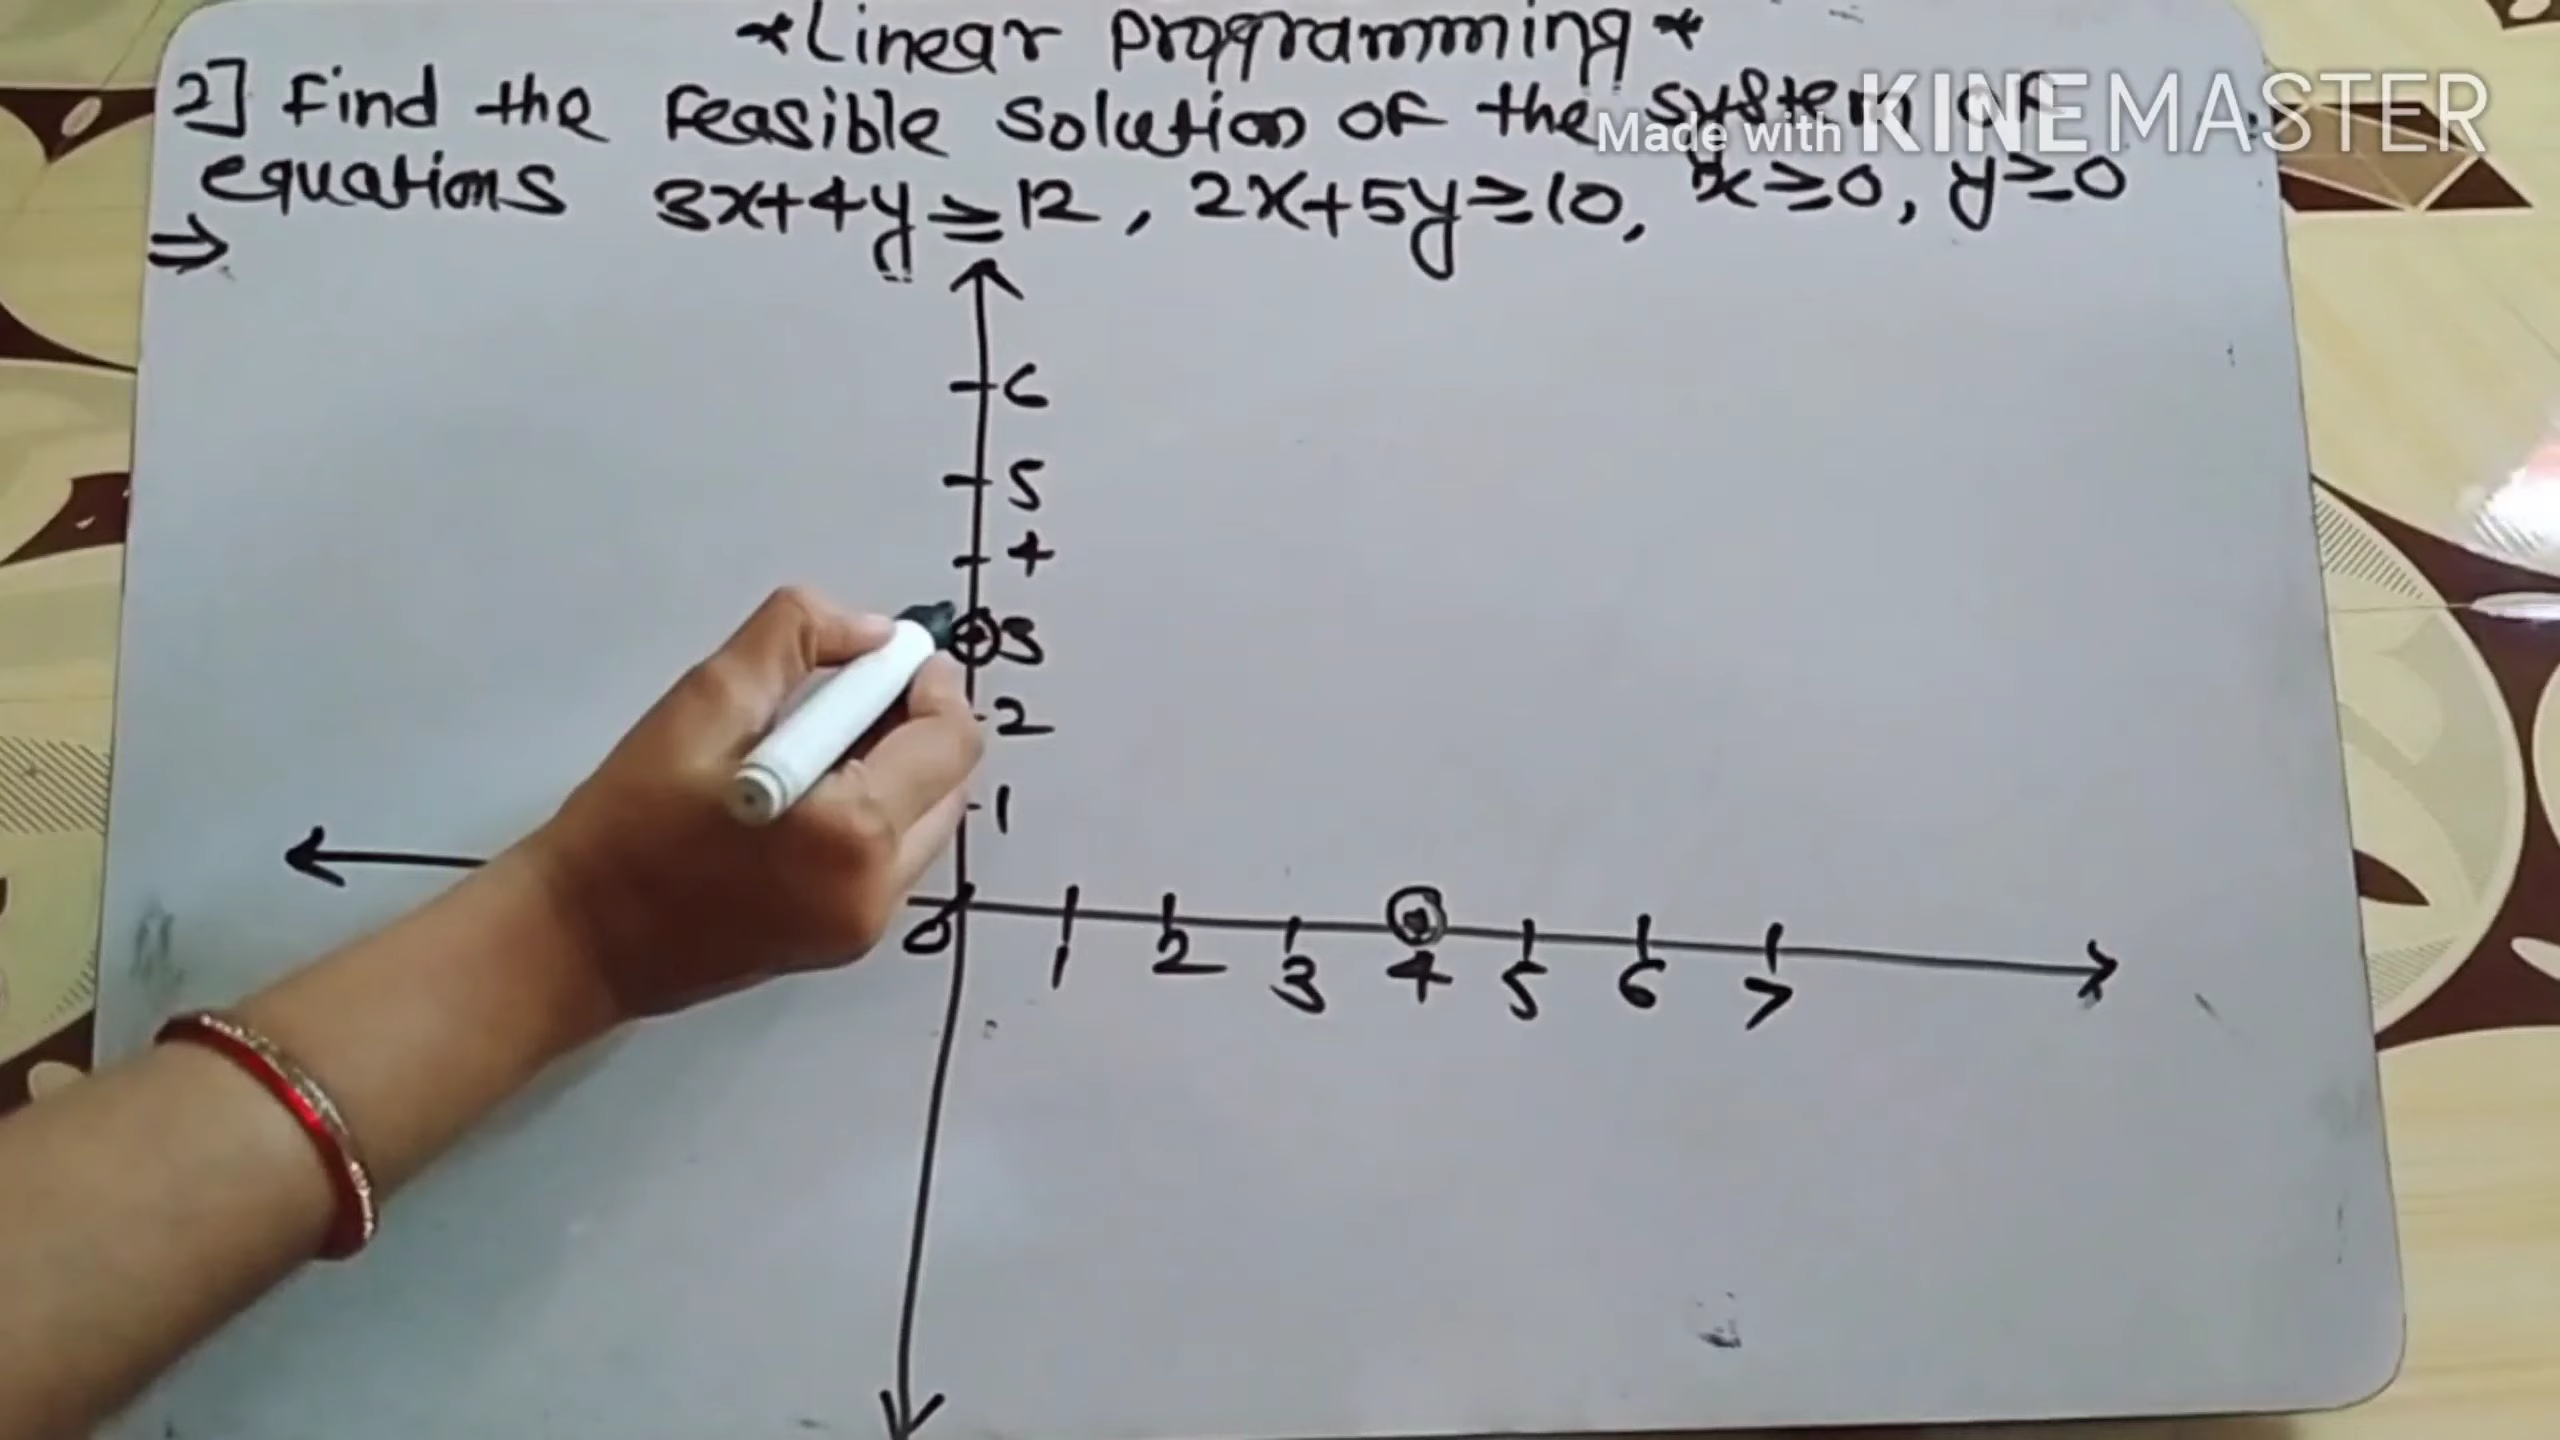 *Linear programming*
2] Find the feasible solution of the system of
Made with KINEMASTER
equations 3x+4y≥12, 2x+5y≥10, x≥0, y≥0
⇒
6
5
4
3
2
1
0 1 2 3 4 5 6 7